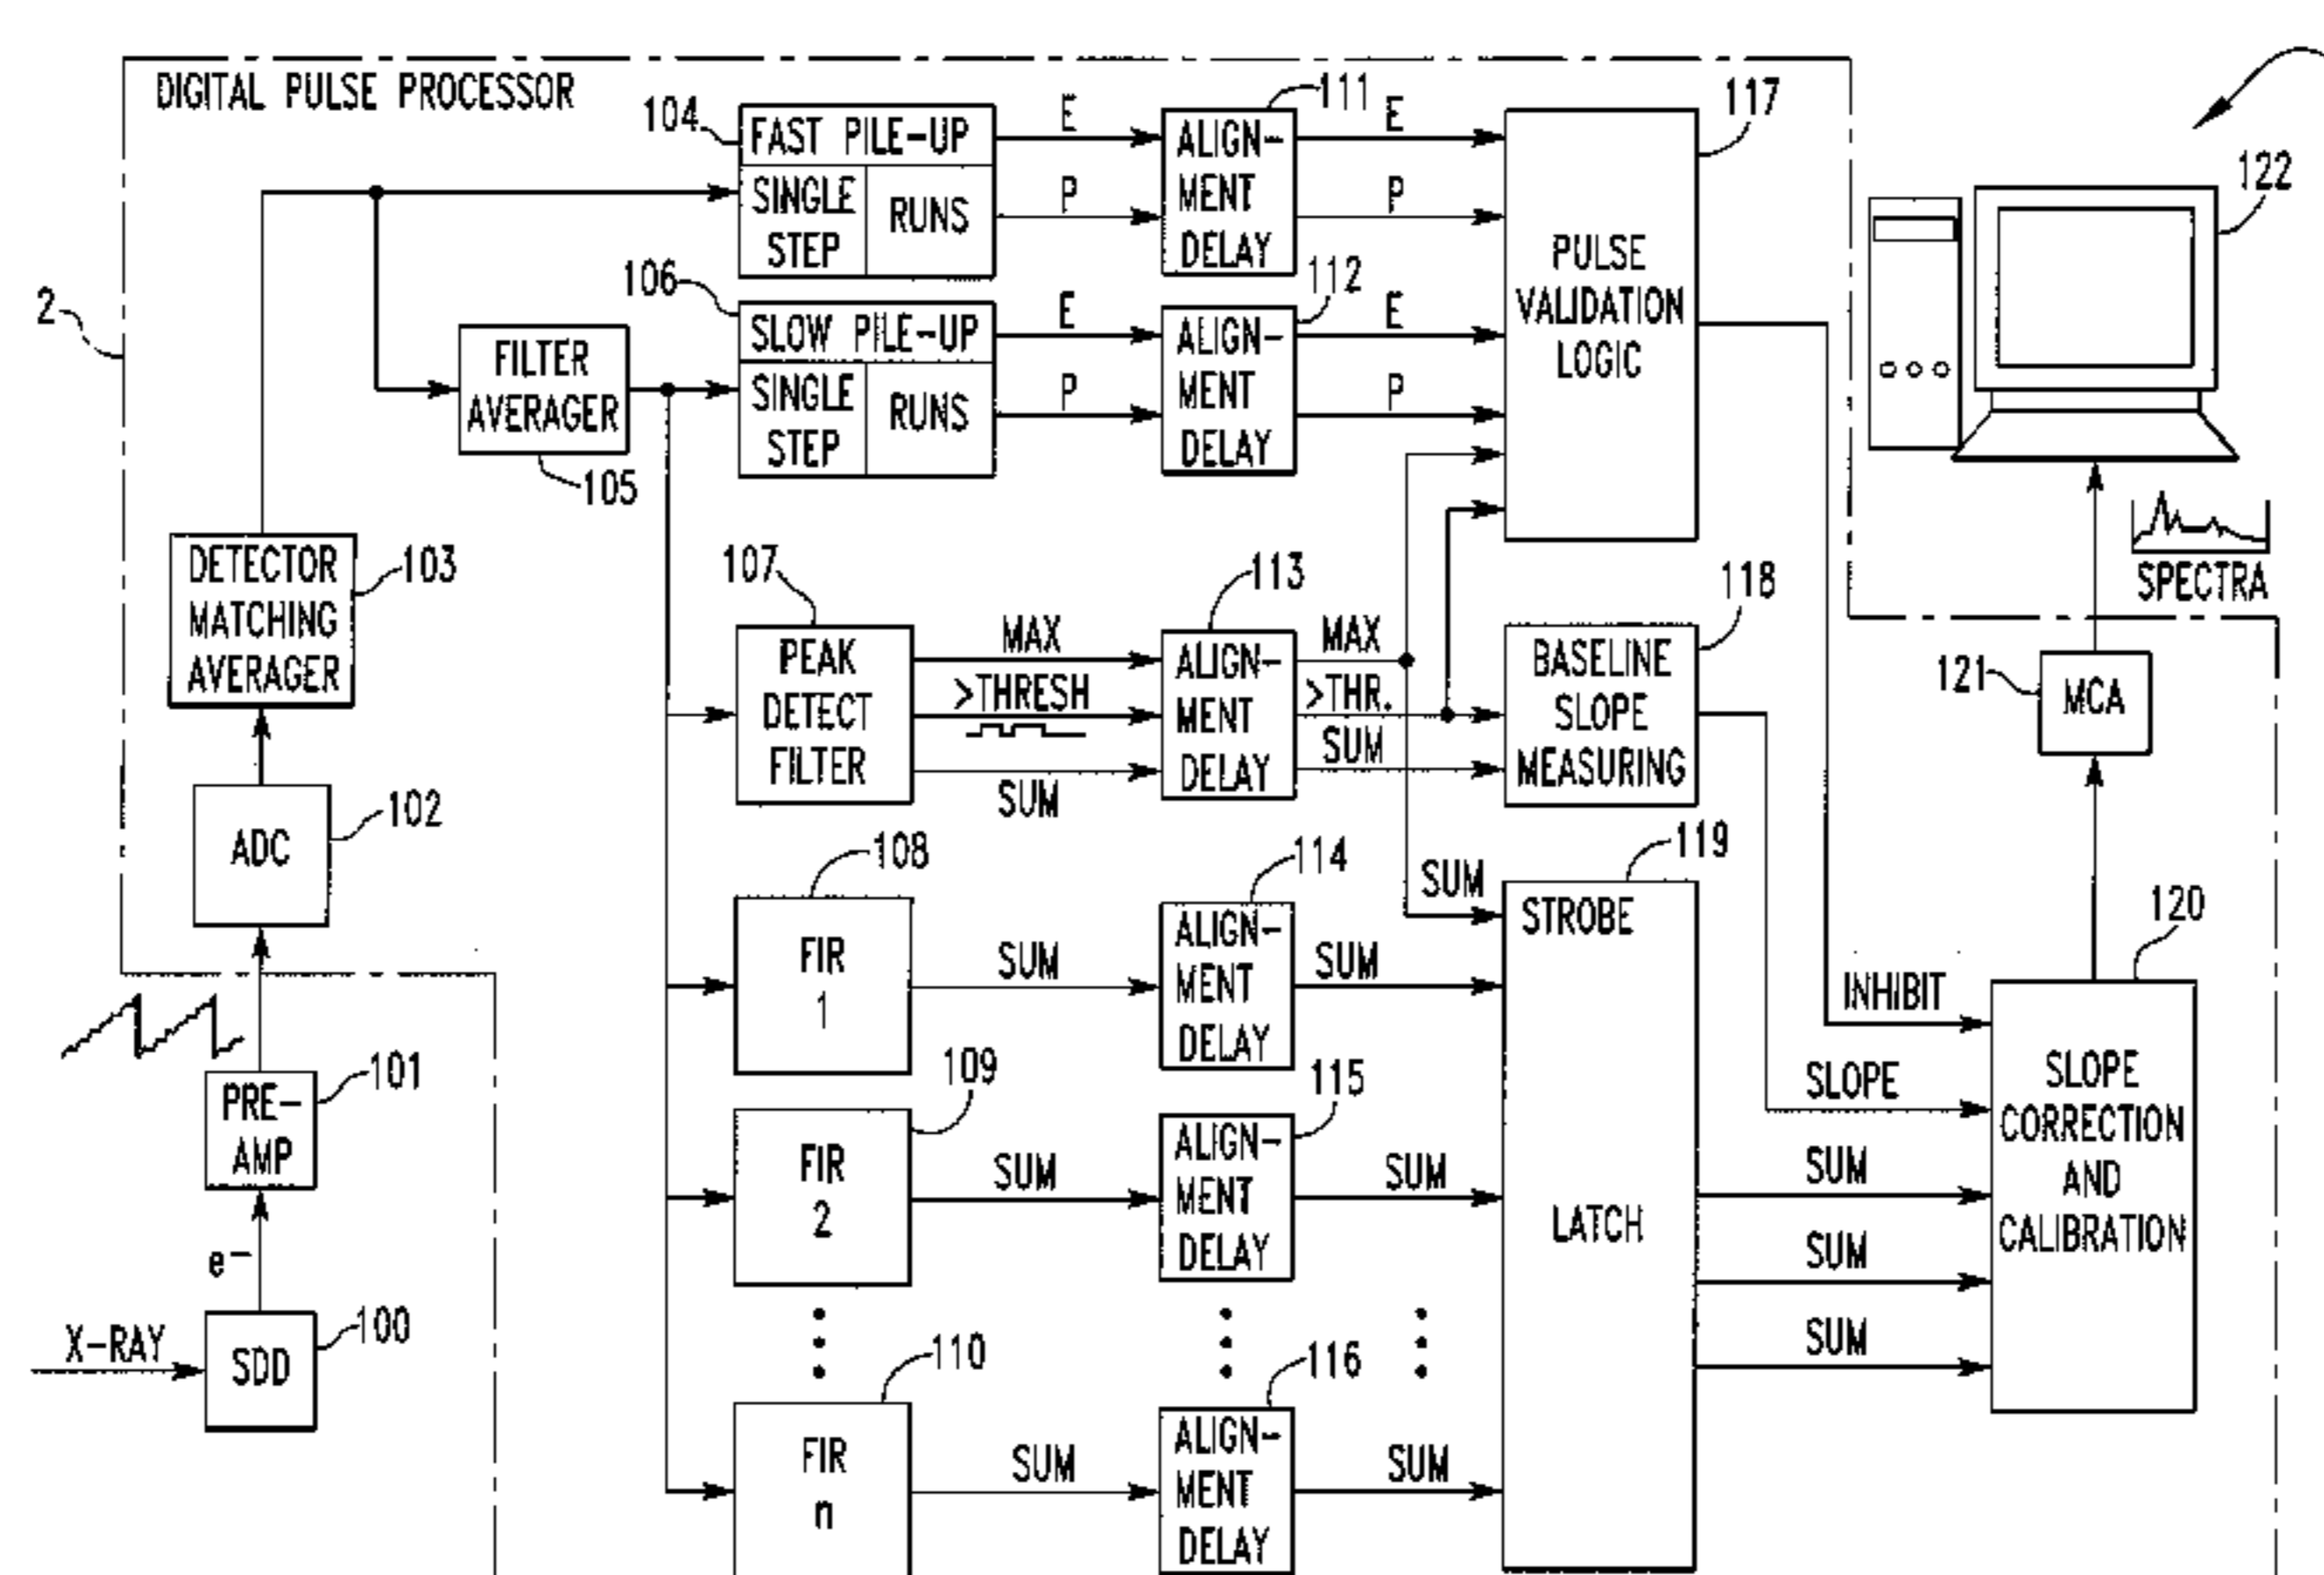 DIGITAL PULSE PROCESSOR
2
104
FAST PILE-UP
SINGLE
STEP
RUNS
E
P
111
ALIGN-
MENT
DELAY
E
P
117
PULSE
VALIDATION
LOGIC
122
106
SLOW PILE-UP
SINGLE
STEP
RUNS
E
P
112
ALIGN-
MENT
DELAY
E
P
FILTER
AVERAGER
105
DETECTOR
MATCHING
AVERAGER
103
107
PEAK
DETECT
FILTER
MAX
>THRESH
SUM
113
ALIGN-
MENT
DELAY
MAX
>THR.
SUM
118
BASELINE
SLOPE
MEASURING
SPECTRA
121
MCA
ADC
102
108
FIR
1
SUM
114
ALIGN-
MENT
DELAY
SUM
SUM
119
STROBE
LATCH
120
INHIBIT
SLOPE
SUM
SUM
SUM
SLOPE
CORRECTION
AND
CALIBRATION
PRE-
AMP
101
109
FIR
2
SUM
115
ALIGN-
MENT
DELAY
SUM
e-
X-RAY
SDD
100
110
FIR
n
SUM
116
ALIGN-
MENT
DELAY
SUM